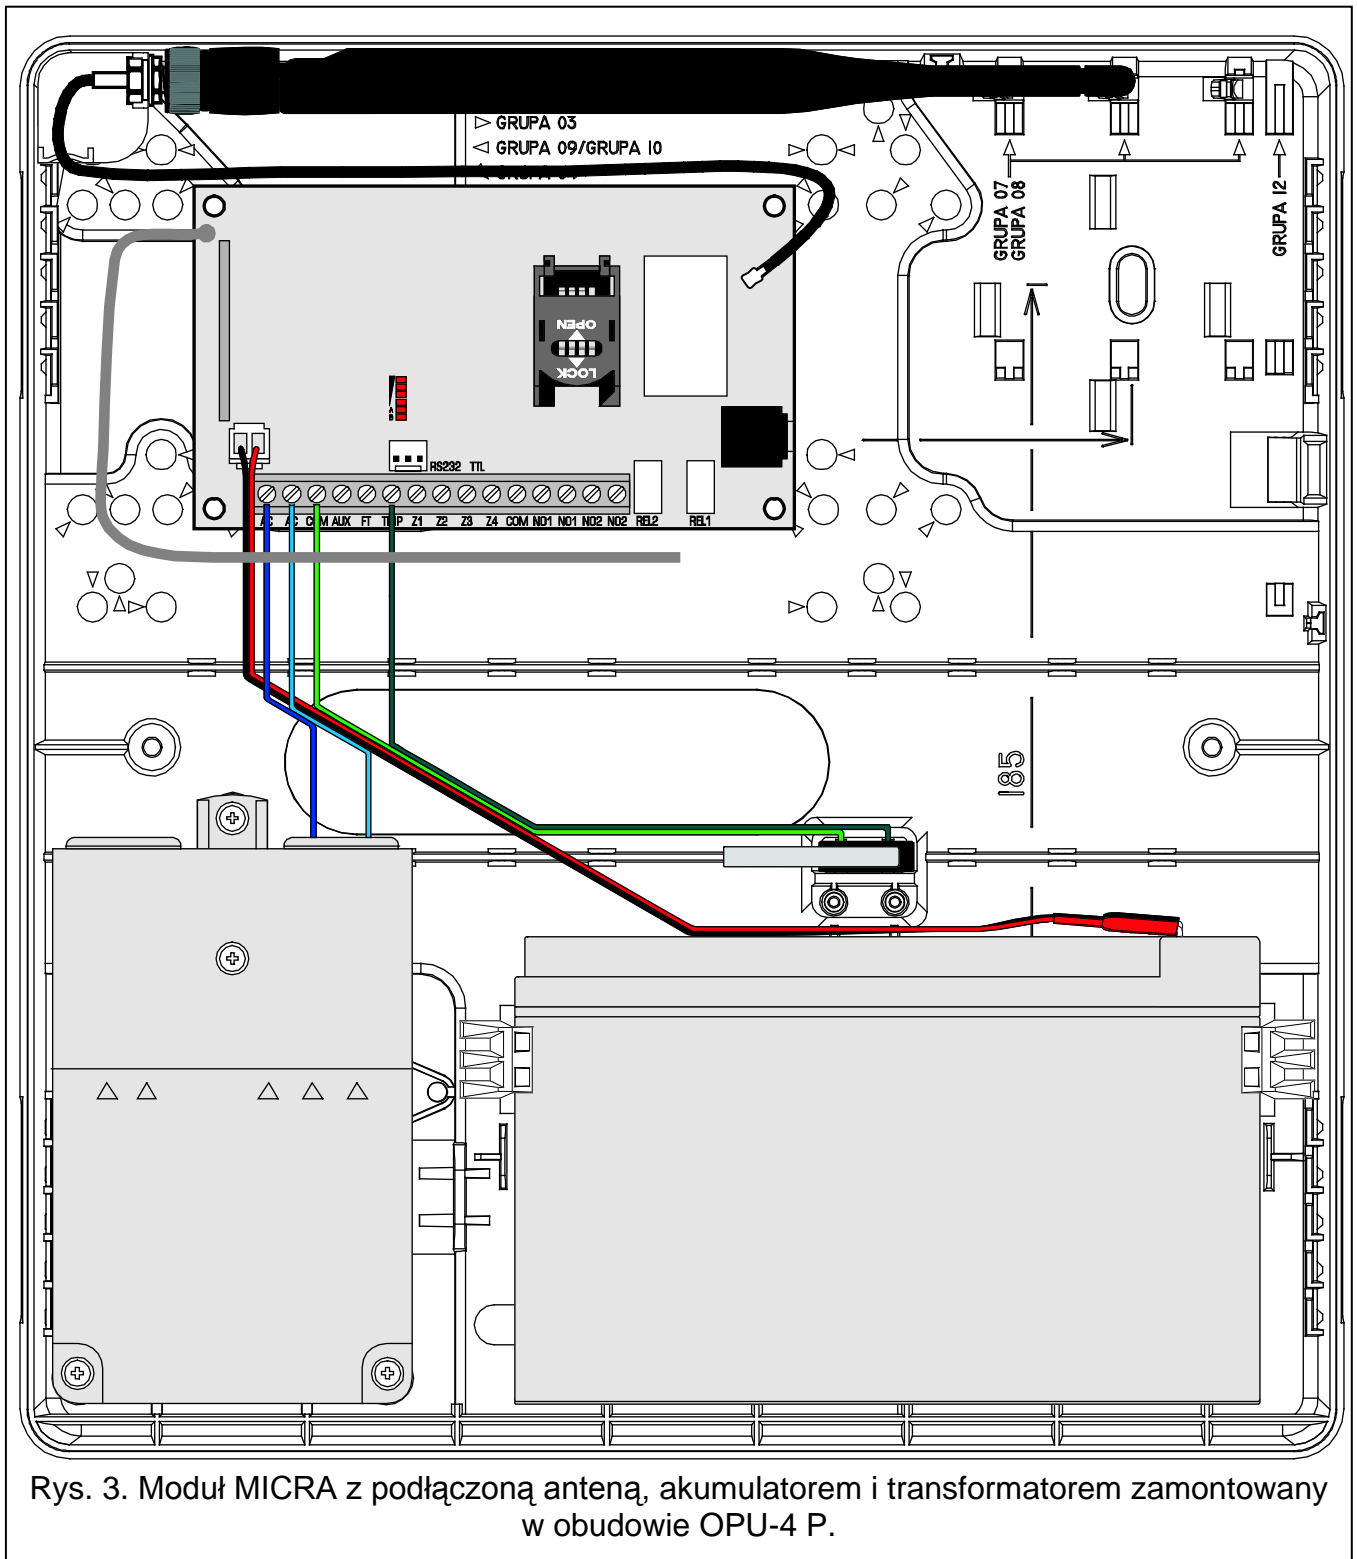 GRUPA 03
GRUPA 09/GRUPA 10
GRUPA 07
GRUPA 08
GRUPA 12
OPEN
LOCK
A
B
RS232 TTL
AC AC COM AUX FT TMP Z1 Z2 Z3 Z4 COM NO1 NO1 NO2 NO2 REL2 REL1
185
Rys. 3. Moduł MICRA z podłączoną anteną, akumulatorem i transformatorem zamontowany
w obudowie OPU-4 P.